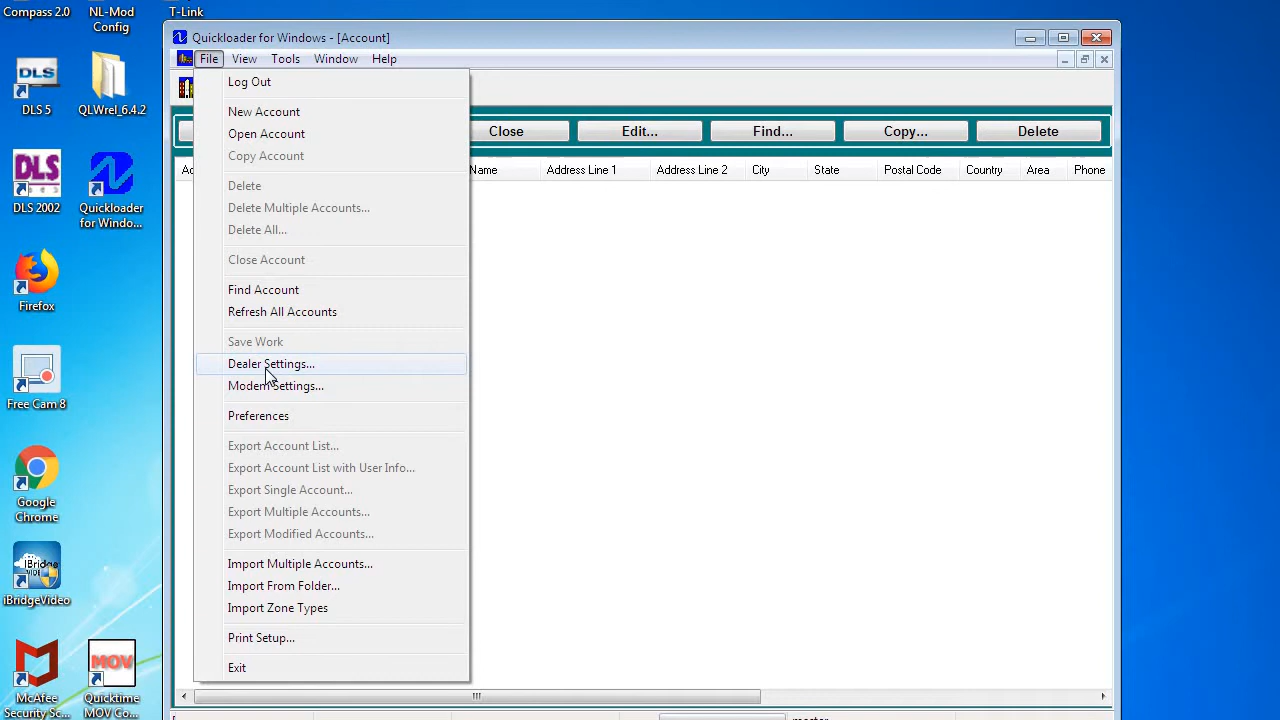 Compass 2.0
NL-Mod
Config
T-Link
DLS
DLS 5
QLWrel_6.4.2
DLS
DLS 2002
Quickloader
for Windo...
Firefox
Free Cam 8
Google
Chrome
iBridge
VIDE
iBridgeVideo
McAfee
Security Sc...
MOV
Quicktime
MOV Co...
Quickloader for Windows - [Account]
File View Tools Window Help
Log Out
New Account
Open Account
Copy Account
Delete
Delete Multiple Accounts...
Delete All...
Close Account
Find Account
Refresh All Accounts
Save Work
Dealer Settings...
Modem Settings...
Preferences
Export Account List...
Export Account List with User Info...
Export Single Account...
Export Multiple Accounts...
Export Modified Accounts...
Import Multiple Accounts...
Import From Folder...
Import Zone Types
Print Setup...
Exit
Close Edit... Find... Copy... Delete
Name Address Line 1 Address Line 2 City State Postal Code Country Area Phone